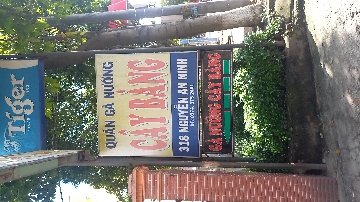 QUÁN GÀ NƯỚNG
CÂY BÀNG
318 NGUYỄN AN NINH
GÀ NƯỚNG CÂY BÀNG
Tiger